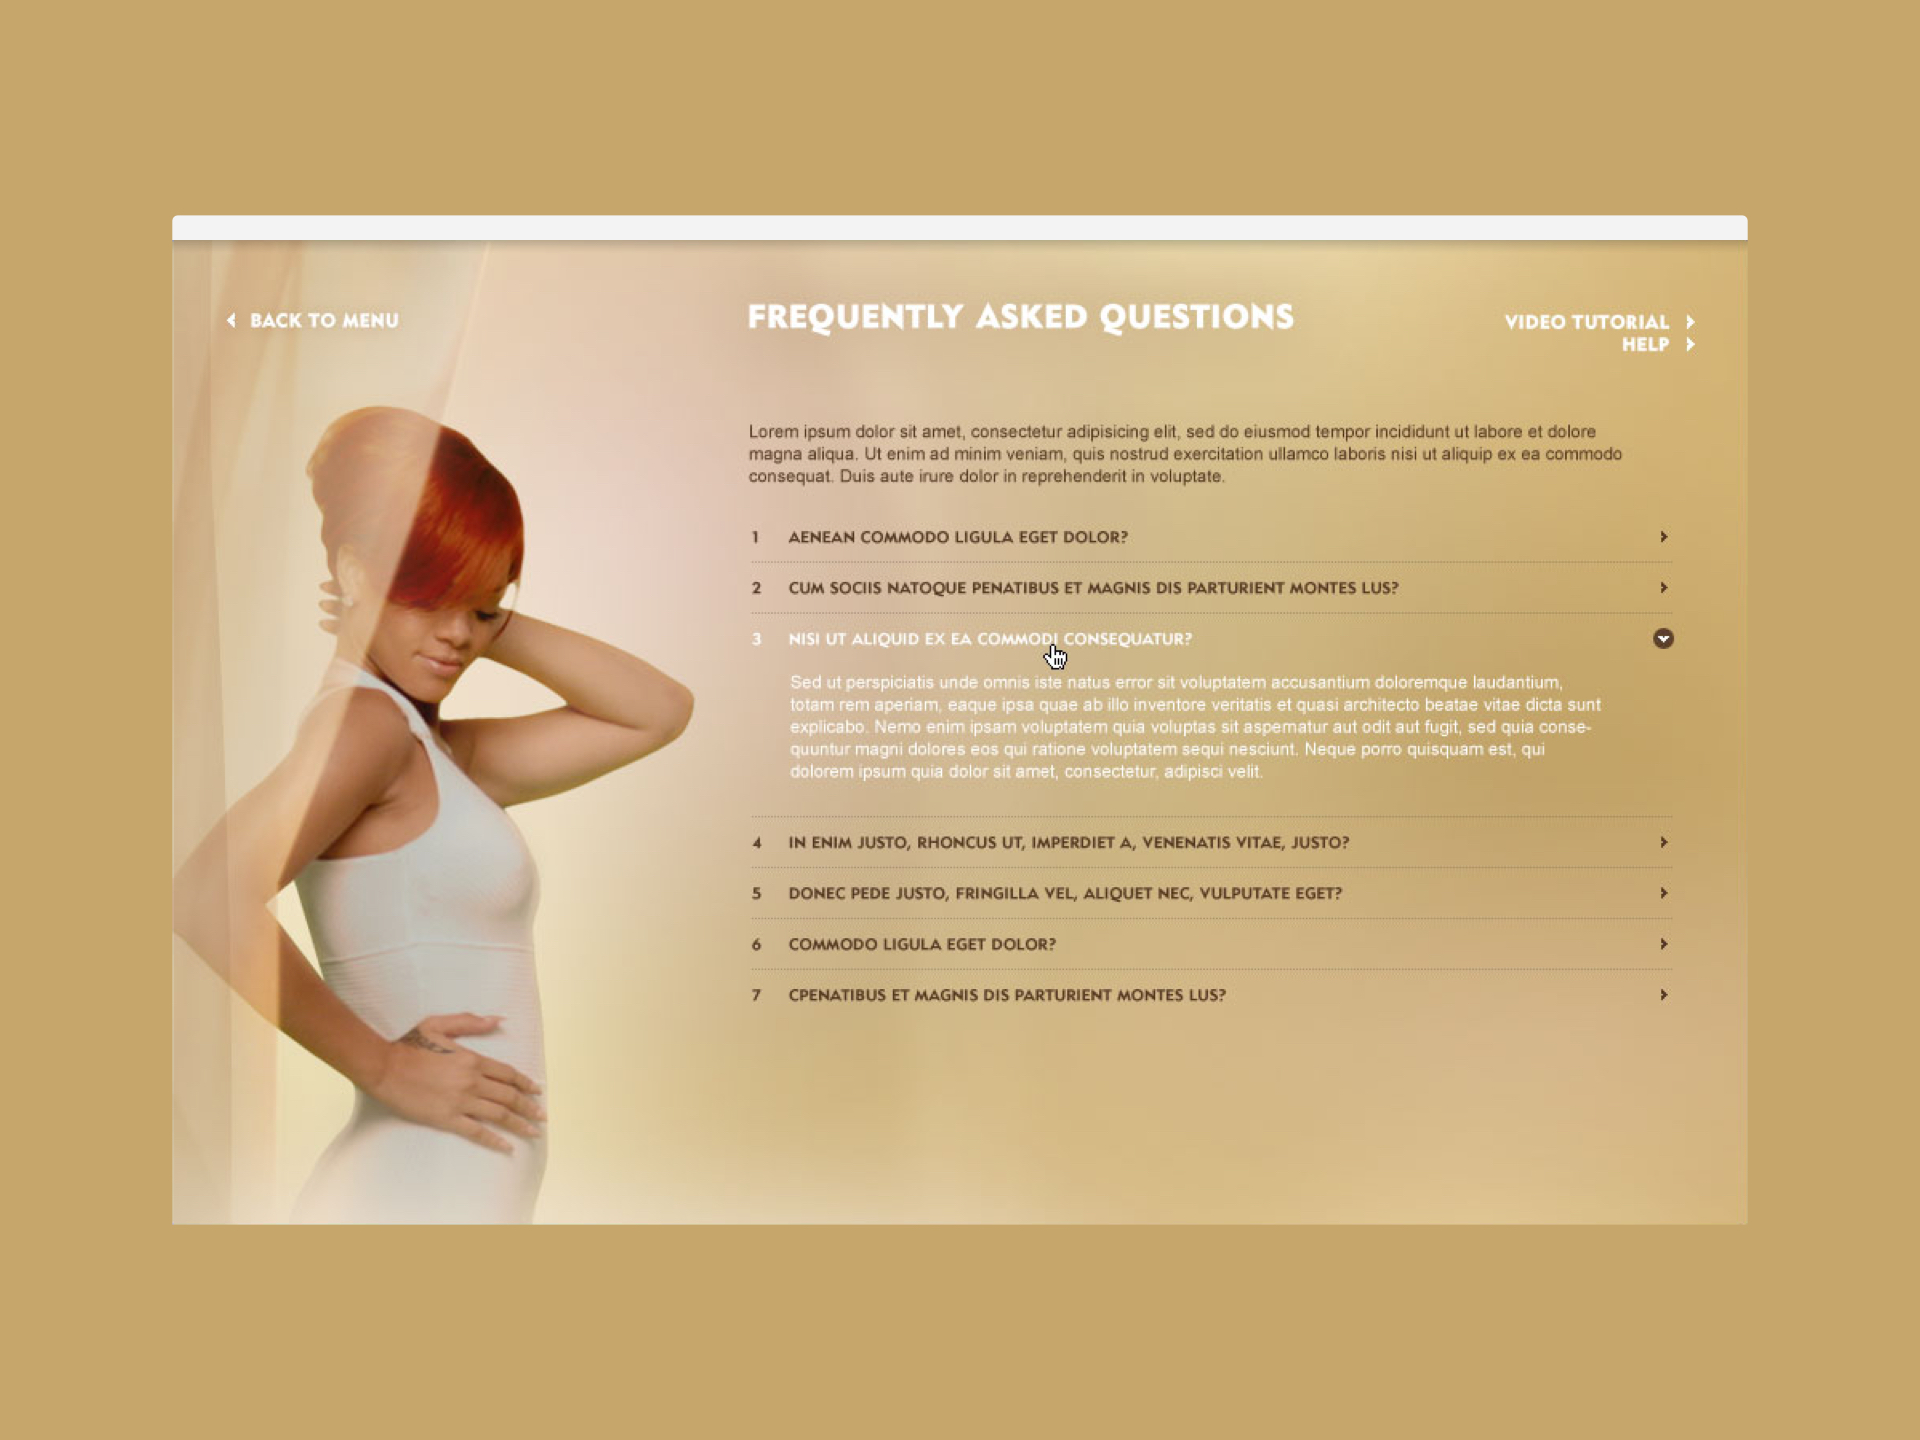 BACK TO MENU
FREQUENTLY ASKED QUESTIONS
VIDEO TUTORIAL
HELP
Lorem ipsum dolor sit amet, consectetur adipisicing elit, sed do eiusmod tempor incididunt ut labore et dolore
magna aliqua. Ut enim ad minim veniam, quis nostrud exercitation ullamco laboris nisi ut aliquip ex ea commodo
consequat. Duis aute irure dolor in reprehenderit in voluptate.
1 AENEAN COMMODO LIGULA EGET DOLOR?
2 CUM SOCIIS NATOQUE PENATIBUS ET MAGNIS DIS PARTURIENT MONTES LUS?
3 NISI UT ALIQUID EX EA COMMODI CONSEQUATUR?
Sed ut perspiciatis unde omnis iste natus error sit voluptatem accusantium doloremque laudantium,
totam rem aperiam, eaque ipsa quae ab illo inventore veritatis et quasi architecto beatae vitae dicta sunt
explicabo. Nemo enim ipsam voluptatem quia voluptas sit aspernatur aut odit aut fugit, sed quia conse-
quuntur magni dolores eos qui ratione voluptatem sequi nesciunt. Neque porro quisquam est, qui
dolorem ipsum quia dolor sit amet, consectetur, adipisci velit.
4 IN ENIM JUSTO, RHONCUS UT, IMPERDIET A, VENENATIS VITAE, JUSTO?
5 DONEC PEDE JUSTO, FRINGILLA VEL, ALIQUET NEC, VULPUTATE EGET?
6 COMMODO LIGULA EGET DOLOR?
7 CPENATIBUS ET MAGNIS DIS PARTURIENT MONTES LUS?